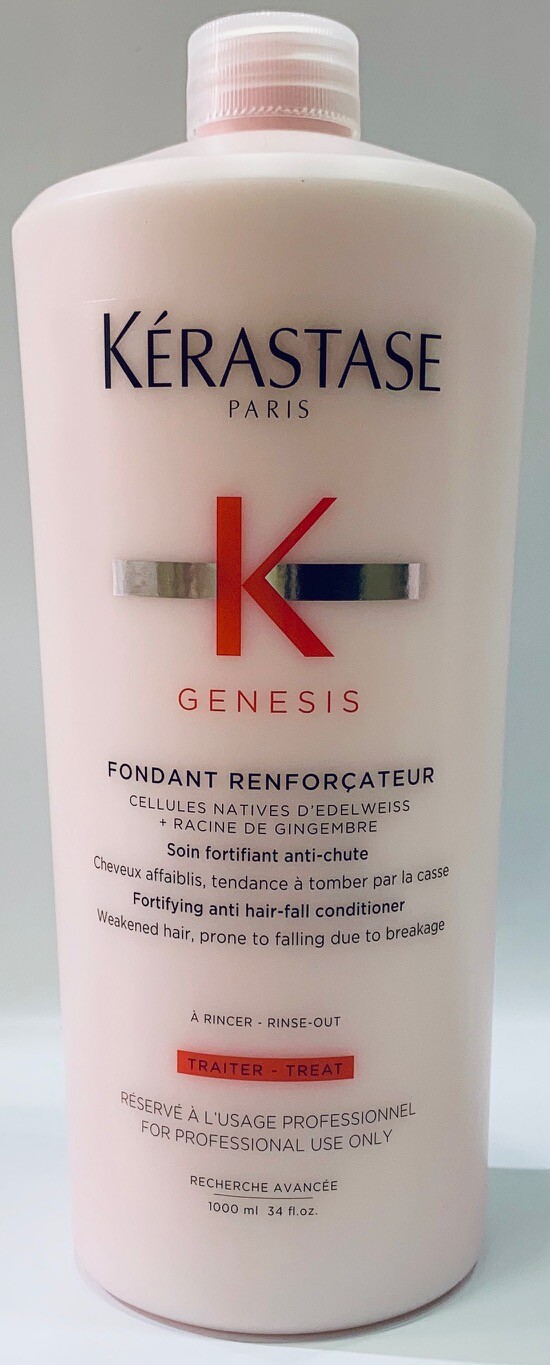 KÉRASTASE
PARIS
K
GENESIS
FONDANT RENFORÇATEUR
CELLULES NATIVES D'EDELWEISS
+ RACINE DE GINGEMBRE
Soin fortifiant anti-chute
Cheveux affaiblis, tendance à tomber par la casse
Fortifying anti hair-fall conditioner
Weakened hair, prone to falling due to breakage
À RINCER - RINSE-OUT
TRAITER - TREAT
RÉSERVÉ À L'USAGE PROFESSIONNEL
FOR PROFESSIONAL USE ONLY
RECHERCHE AVANCÉE
1000 ml 34 fl.oz.